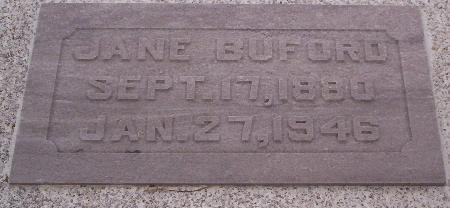 JANE BUFORD
SEPT. 17, 1880
JAN. 27, 1946